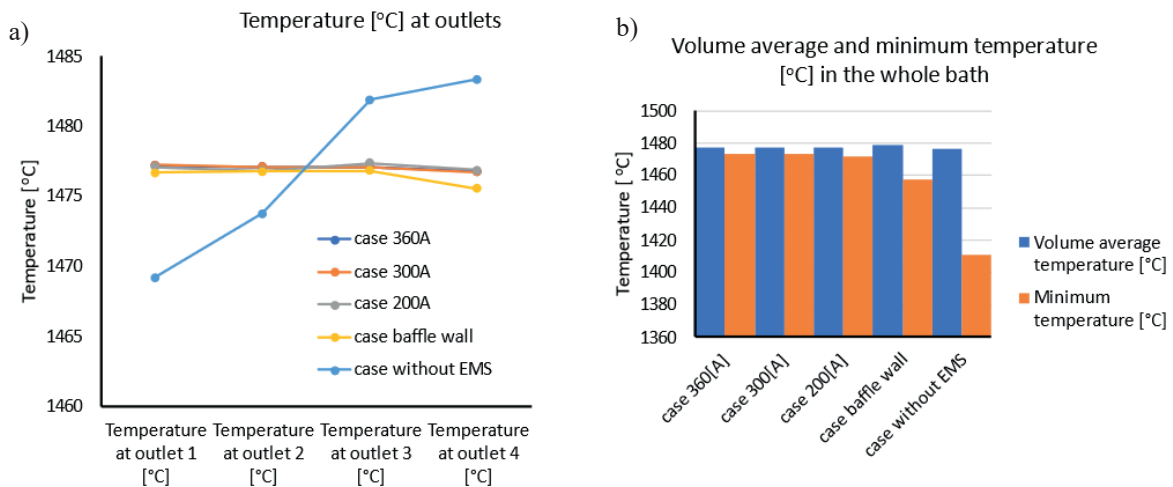 a)
Temperature [°C] at outlets
1485
1480
1475
1470
1465
1460
Temperature [°C]
case 360A
case 300A
case 200A
case baffle wall
case without EMS
Temperature at outlet 1 [°C]
Temperature at outlet 2 [°C]
Temperature at outlet 3 [°C]
Temperature at outlet 4 [°C]
b)
Volume average and minimum temperature
[°C] in the whole bath
1500
1480
1460
1440
1420
1400
1380
1360
Temperature [°C]
case 360[A]
case 300[A]
case 200[A]
case baffle wall
case without EMS
Volume average
temperature [°C]
Minimum
temperature [°C]